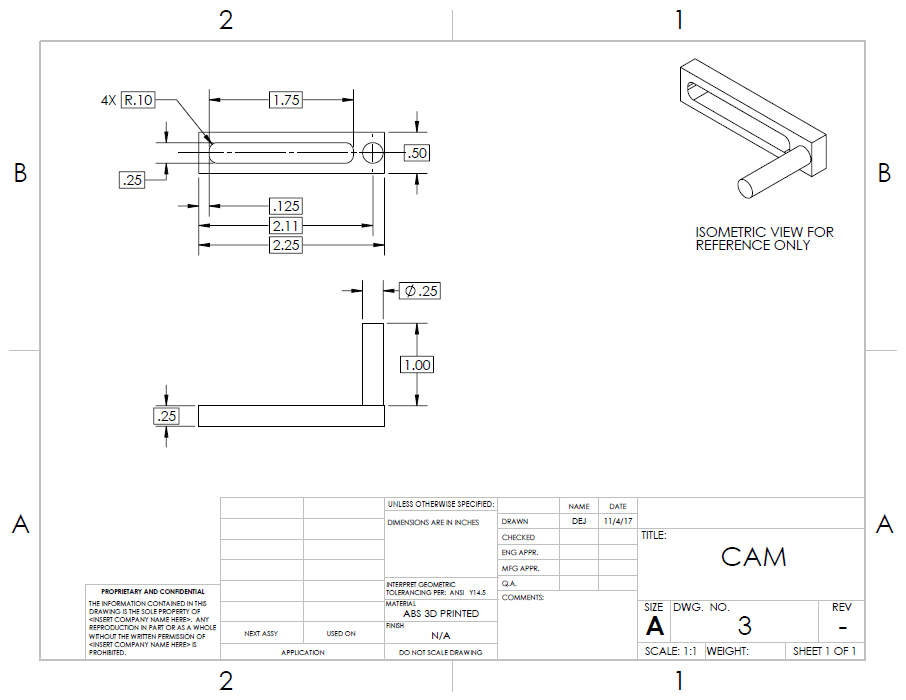 2 1
4X R.10
1.75
B B
.50
.25
.125
2.11
2.25
ISOMETRIC VIEW FOR
REFERENCE ONLY
Ø.25
1.00
.25
A A
UNLESS OTHERWISE SPECIFIED:
DIMENSIONS ARE IN INCHES
INTERPRET GEOMETRIC
TOLERANCING PER: ANSI Y14.5
MATERIAL
ABS 3D PRINTED
FINISH
N/A
DO NOT SCALE DRAWING
NAME DATE
DRAWN DEJ 11/4/17
CHECKED
ENG APPR.
MFG APPR.
Q.A.
COMMENTS:
TITLE:
CAM
SIZE DWG. NO. REV
A 3 -
SCALE: 1:1 WEIGHT: SHEET 1 OF 1
PROPRIETARY AND CONFIDENTIAL
THE INFORMATION CONTAINED IN THIS
DRAWING IS THE SOLE PROPERTY OF
<INSERT COMPANY NAME HERE>. ANY
REPRODUCTION IN PART OR AS A WHOLE
WITHOUT THE WRITTEN PERMISSION OF
<INSERT COMPANY NAME HERE> IS
PROHIBITED.
NEXT ASSY USED ON
APPLICATION
2 1